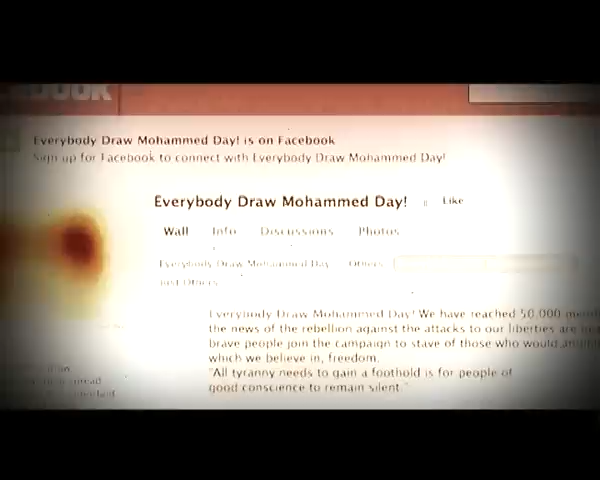 Everybody Draw Mohammed Day! is on Facebook
Sign up for Facebook to connect with Everybody Draw Mohammed Day!
Everybody Draw Mohammed Day!
Like
Wall Info Discussions Photos
Everybody Draw Mohammed Day Others
Just Others
Everybody Draw Mohammed Day! We have reached 50,000
the news of the rebellion against the attacks to our liberties are
brave people join the campaign to stave of those who would
which we believe in, freedom.
"All tyranny needs to gain a foothold is for people of
good conscience to remain silent."